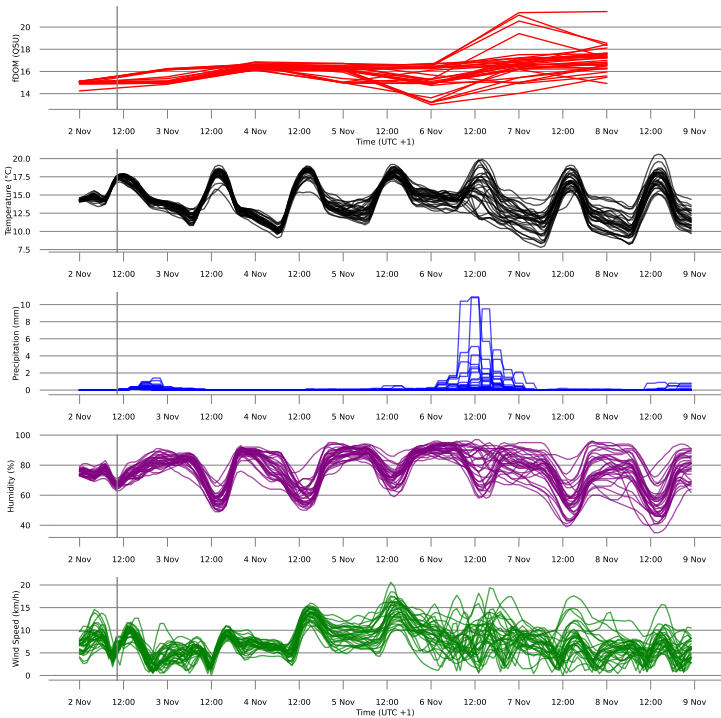 20
18
16
14
fDOM (QSU)
2 Nov 12:00 3 Nov 12:00 4 Nov 12:00 5 Nov 12:00 6 Nov 12:00 7 Nov 12:00 8 Nov 12:00 9 Nov
Time (UTC +1)
20.0
17.5
15.0
12.5
10.0
7.5
Temperature (°C)
2 Nov 12:00 3 Nov 12:00 4 Nov 12:00 5 Nov 12:00 6 Nov 12:00 7 Nov 12:00 8 Nov 12:00 9 Nov
10
8
6
4
2
0
Precipitation (mm)
2 Nov 12:00 3 Nov 12:00 4 Nov 12:00 5 Nov 12:00 6 Nov 12:00 7 Nov 12:00 8 Nov 12:00 9 Nov
100
80
60
40
Humidity (%)
2 Nov 12:00 3 Nov 12:00 4 Nov 12:00 5 Nov 12:00 6 Nov 12:00 7 Nov 12:00 8 Nov 12:00 9 Nov
20
15
10
5
0
Wind Speed (km/h)
2 Nov 12:00 3 Nov 12:00 4 Nov 12:00 5 Nov 12:00 6 Nov 12:00 7 Nov 12:00 8 Nov 12:00 9 Nov
Time (UTC +1)